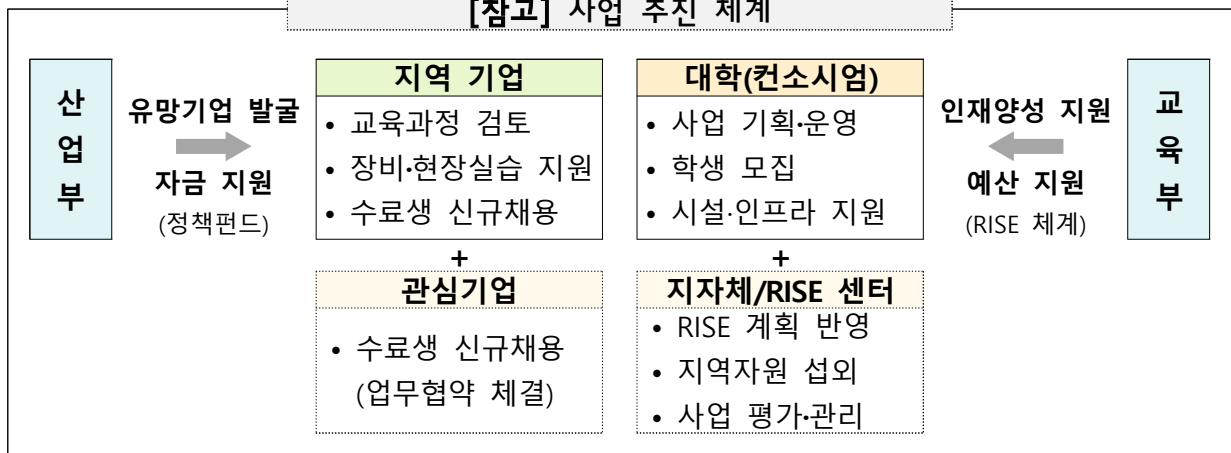 [참고] 사업 추진 체계
산
업
부
유망기업 발굴
자금 지원
(정책펀드)
지역 기업
• 교육과정 검토
• 장비·현장실습 지원
• 수료생 신규채용
+
관심기업
• 수료생 신규채용
(업무협약 체결)
대학(컨소시엄)
• 사업 기획·운영
• 학생 모집
• 시설·인프라 지원
+
지자체/RISE 센터
• RISE 계획 반영
• 지역자원 섭외
• 사업 평가·관리
인재양성 지원
예산 지원
(RISE 체계)
교
육
부